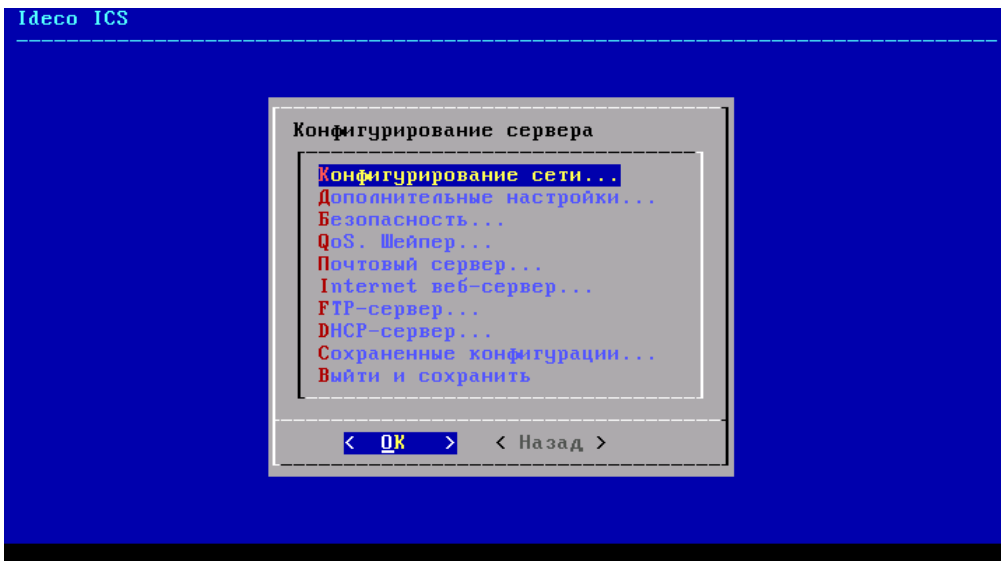 Ideco ICS
Конфигурирование сервера
Конфигурирование сети...
Дополнительные настройки...
Безопасность...
QoS. Шейпер...
Почтовый сервер...
Internet веб-сервер...
FTP-сервер...
DHCP-сервер...
Сохраненные конфигурации...
Выйти и сохранить
< OK > < Назад >